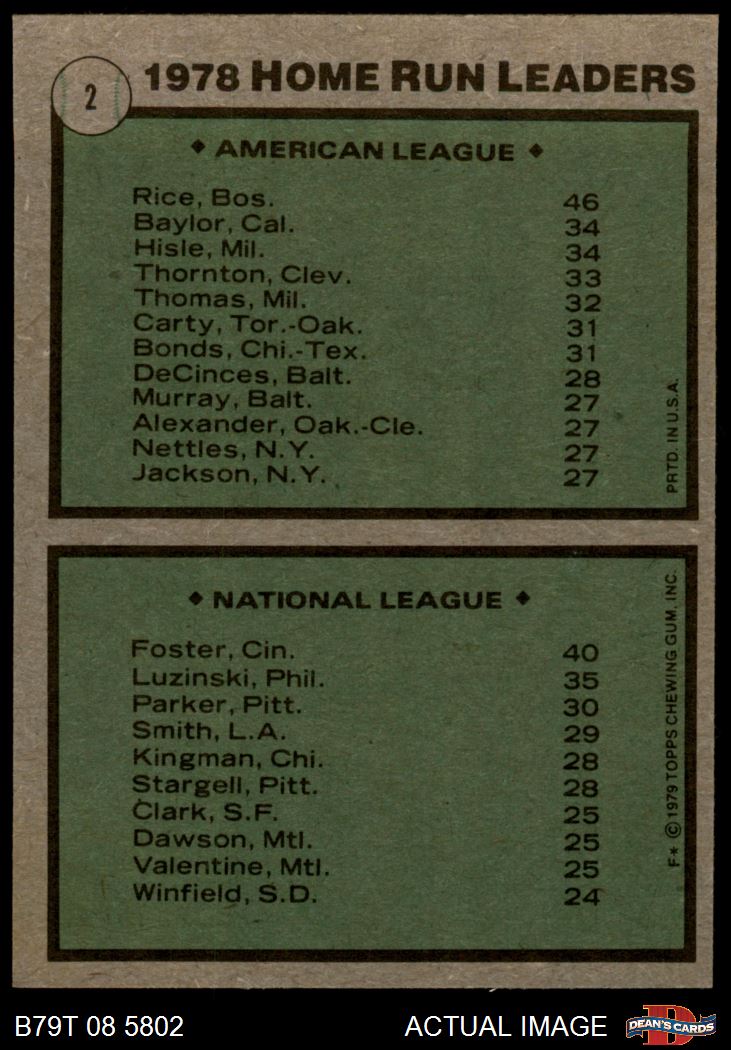 2
1978 HOME RUN LEADERS
◆ AMERICAN LEAGUE ◆
Rice, Bos. 46
Baylor, Cal. 34
Hisle, Mil. 34
Thornton, Clev. 33
Thomas, Mil. 32
Carty, Tor.-Oak. 31
Bonds, Chi.-Tex. 31
DeCinces, Balt. 28
Murray, Balt. 27
Alexander, Oak.-Cle. 27
Nettles, N.Y. 27
Jackson, N.Y. 27
PRTD. IN U.S.A.
◆ NATIONAL LEAGUE ◆
Foster, Cin. 40
Luzinski, Phil. 35
Parker, Pitt. 30
Smith, L.A. 29
Kingman, Chi. 28
Stargell, Pitt. 28
Clark, S.F. 25
Dawson, Mtl. 25
Valentine, Mtl. 25
Winfield, S.D. 24
F* © 1979 TOPPS CHEWING GUM, INC.
B79T 08 5802 ACTUAL IMAGE
D
DEAN'S CARDS